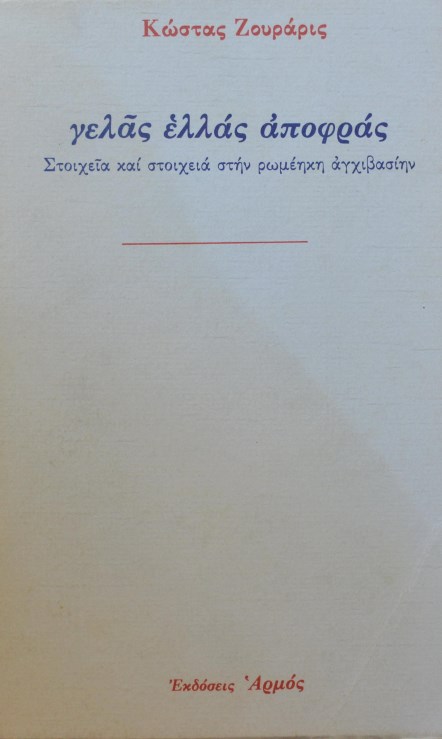 Κώστας Ζουράρις
γελᾶς ἑλλάς ἀποφράς
Στοιχεῖα καί στοιχειά στήν ρωμέηκη ἀγχιβασίην
Ἐκδόσεις Ἁρμός